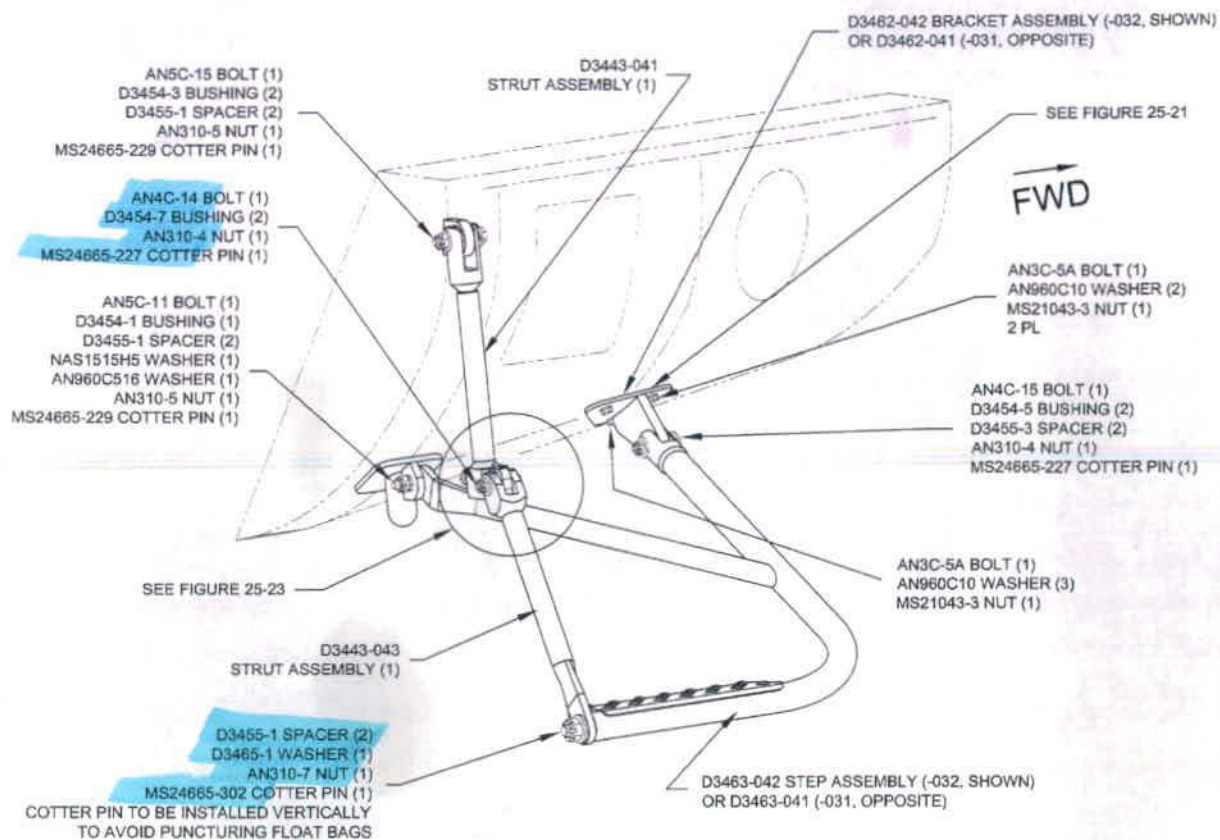 D3462-042 BRACKET ASSEMBLY (-032, SHOWN)
OR D3462-041 (-031, OPPOSITE)
D3443-041
STRUT ASSEMBLY (1)
AN5C-15 BOLT (1)
D3454-3 BUSHING (2)
D3455-1 SPACER (2)
AN310-5 NUT (1)
MS24665-229 COTTER PIN (1)
SEE FIGURE 25-21
FWD
AN4C-14 BOLT (1)
D3454-7 BUSHING (2)
AN310-4 NUT (1)
MS24665-227 COTTER PIN (1)
AN3C-5A BOLT (1)
AN960C10 WASHER (2)
MS21043-3 NUT (1)
2 PL
AN5C-11 BOLT (1)
D3454-1 BUSHING (1)
D3455-1 SPACER (2)
NAS1515H5 WASHER (1)
AN960C516 WASHER (1)
AN310-5 NUT (1)
MS24665-229 COTTER PIN (1)
AN4C-15 BOLT (1)
D3454-5 BUSHING (2)
D3455-3 SPACER (2)
AN310-4 NUT (1)
MS24665-227 COTTER PIN (1)
SEE FIGURE 25-23
AN3C-5A BOLT (1)
AN960C10 WASHER (3)
MS21043-3 NUT (1)
D3443-043
STRUT ASSEMBLY (1)
D3455-1 SPACER (2)
D3465-1 WASHER (1)
AN310-7 NUT (1)
MS24665-302 COTTER PIN (1)
COTTER PIN TO BE INSTALLED VERTICALLY
TO AVOID PUNCTURING FLOAT BAGS
D3463-042 STEP ASSEMBLY (-032, SHOWN)
OR D3463-041 (-031, OPPOSITE)